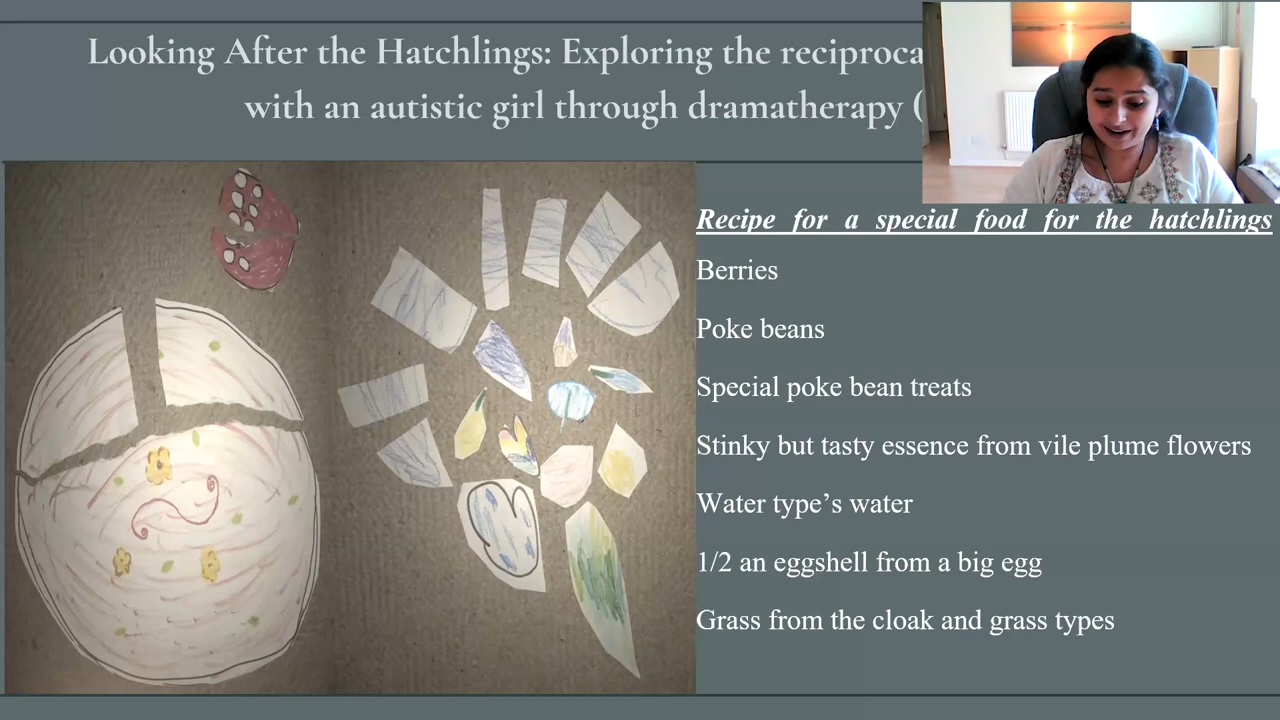 Looking After the Hatchlings: Exploring the reciproca
with an autistic girl through dramatherapy (
Recipe for a special food for the hatchlings
Berries
Poke beans
Special poke bean treats
Stinky but tasty essence from vile plume flowers
Water type’s water
1/2 an eggshell from a big egg
Grass from the cloak and grass types